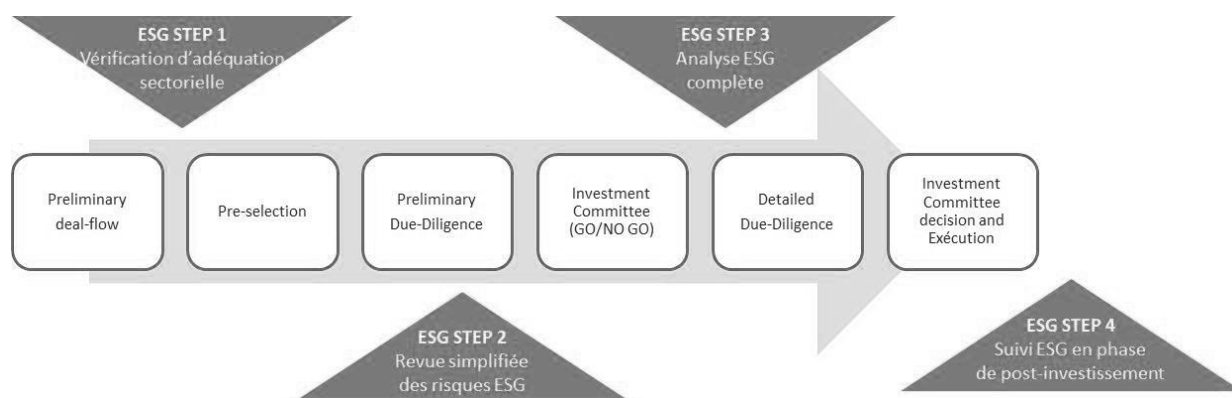 ESG STEP 1
Vérification d'adéquation
sectorielle
ESG STEP 3
Analyse ESG
complète
Preliminary
deal-flow
Pre-selection
Preliminary
Due-Diligence
Investment
Committee
(GO/NO GO)
Detailed
Due-Diligence
Investment
Committee
decision and
Exécution
ESG STEP 2
Revue simplifiée
des risques ESG
ESG STEP 4
Suivi ESG en phase
de post-investissement